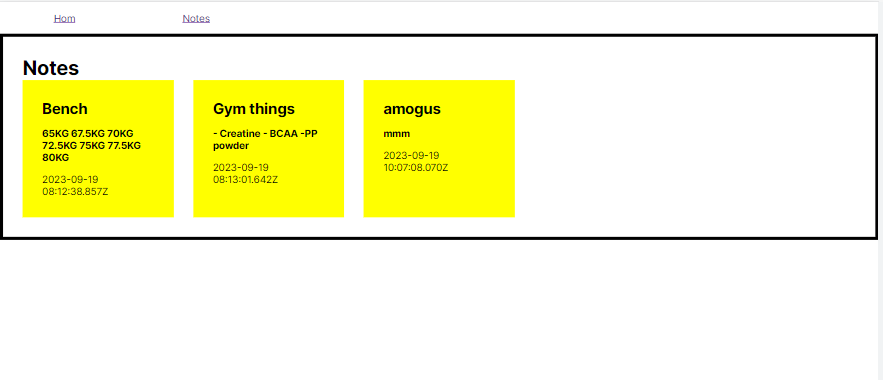 Hom
Notes
Notes
Bench
65KG 67.5KG 70KG
72.5KG 75KG 77.5KG
80KG
2023-09-19
08:12:38.857Z
Gym things
- Creatine - BCAA -PP
powder
2023-09-19
08:13:01.642Z
amogus
mmm
2023-09-19
10:07:08.070Z